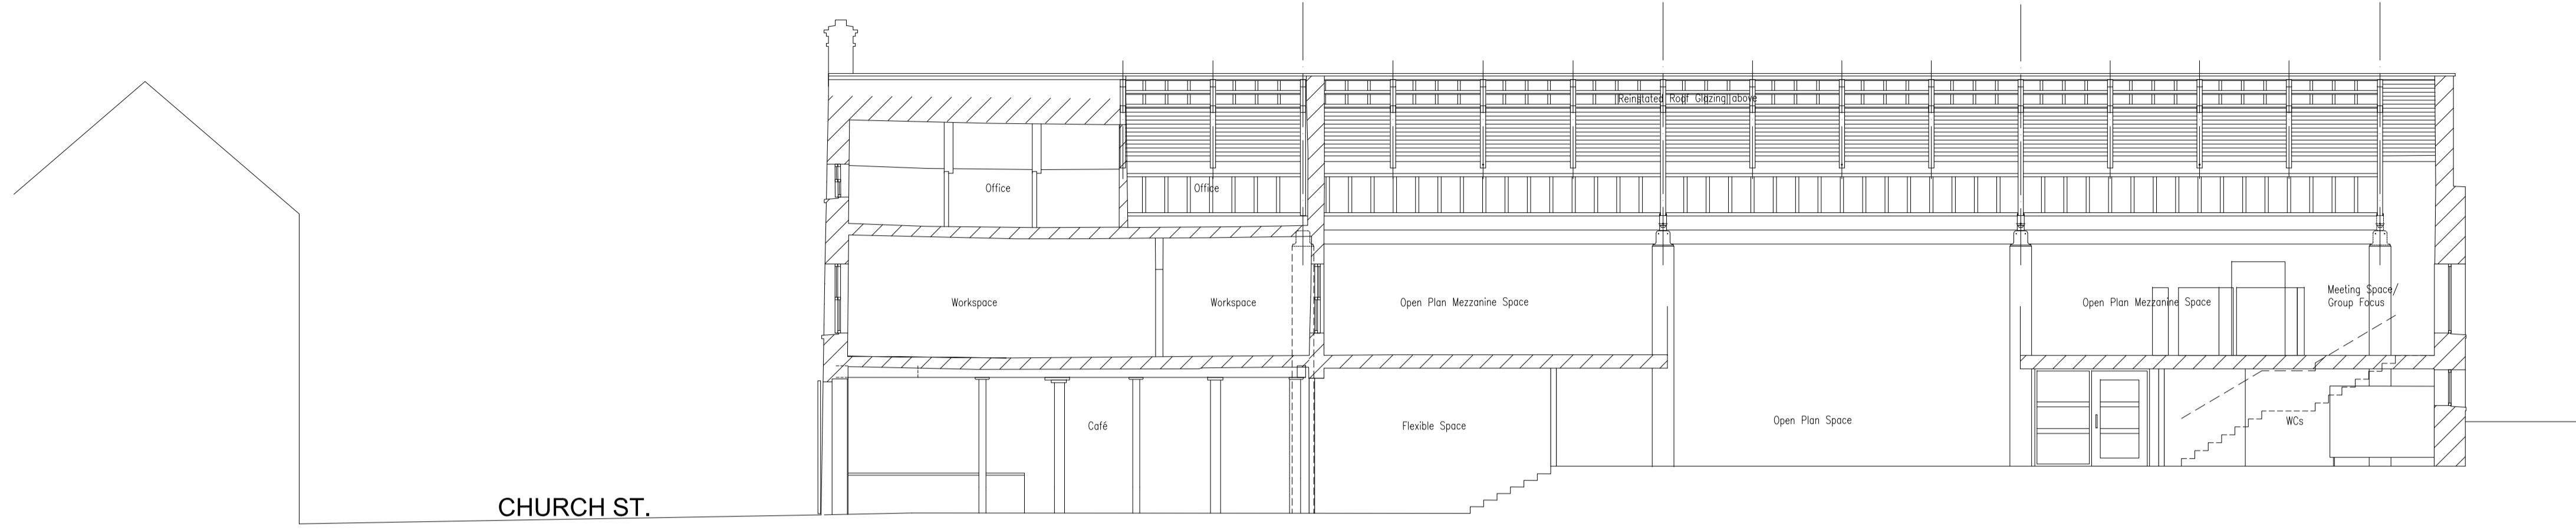 Reinstated Roof Glazing above
Office
Office
Workspace
Workspace
Open Plan Mezzanine Space
Open Plan Mezzanine Space
Meeting Space/
Group Focus
Café
Flexible Space
Open Plan Space
WCs
CHURCH ST.